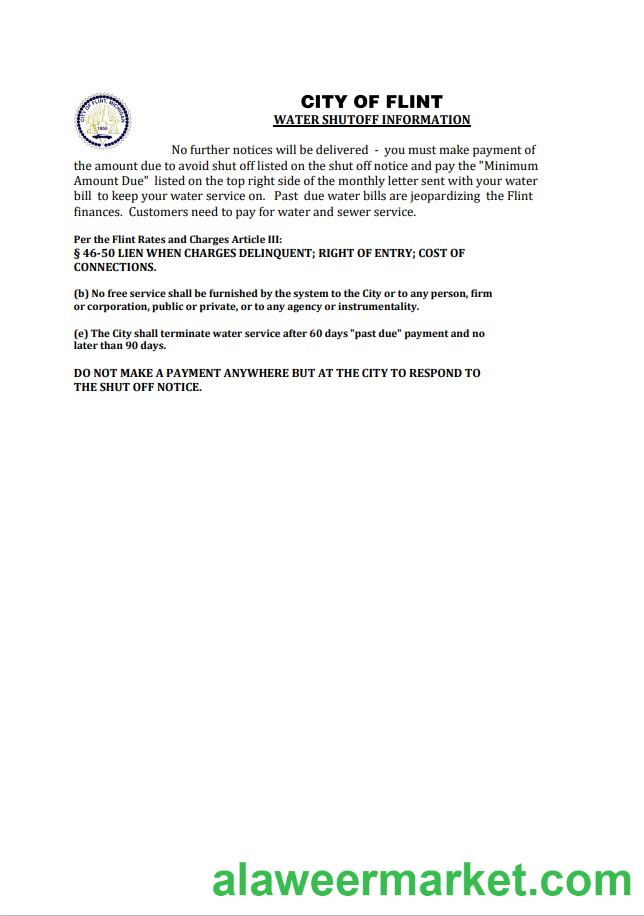 CITY OF FLINT, MICHIGAN
1855
CITY OF FLINT
WATER SHUTOFF INFORMATION
No further notices will be delivered - you must make payment of
the amount due to avoid shut off listed on the shut off notice and pay the "Minimum
Amount Due" listed on the top right side of the monthly letter sent with your water
bill to keep your water service on. Past due water bills are jeopardizing the Flint
finances. Customers need to pay for water and sewer service.
Per the Flint Rates and Charges Article III:
§ 46-50 LIEN WHEN CHARGES DELINQUENT; RIGHT OF ENTRY; COST OF
CONNECTIONS.
(b) No free service shall be furnished by the system to the City or to any person, firm
or corporation, public or private, or to any agency or instrumentality.
(e) The City shall terminate water service after 60 days "past due" payment and no
later than 90 days.
DO NOT MAKE A PAYMENT ANYWHERE BUT AT THE CITY TO RESPOND TO
THE SHUT OFF NOTICE.
alaweermarket.com